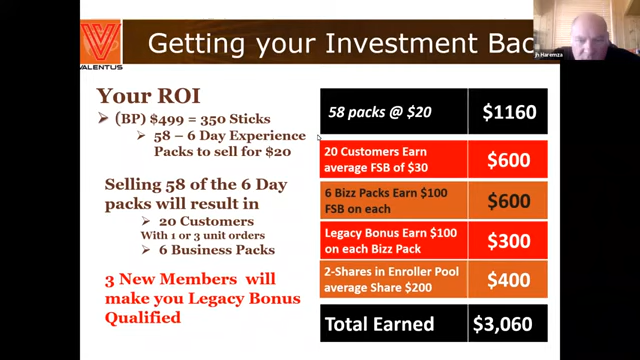 VALENTUS
Getting your Investment Bac
Jh Haremza
Your ROI
(BP) $499 = 350 Sticks
58 – 6 Day Experience
Packs to sell for $20
Selling 58 of the 6 Day
packs will result in
20 Customers
With 1 or 3 unit orders
6 Business Packs
3 New Members will
make you Legacy Bonus
Qualified
58 packs @ $20
$1160
20 Customers Earn
average FSB of $30
$600
6 Bizz Packs Earn $100
FSB on each
$600
Legacy Bonus Earn $100
on each Bizz Pack
$300
2-Shares in Enroller Pool
average Share $200
$400
Total Earned
$3,060